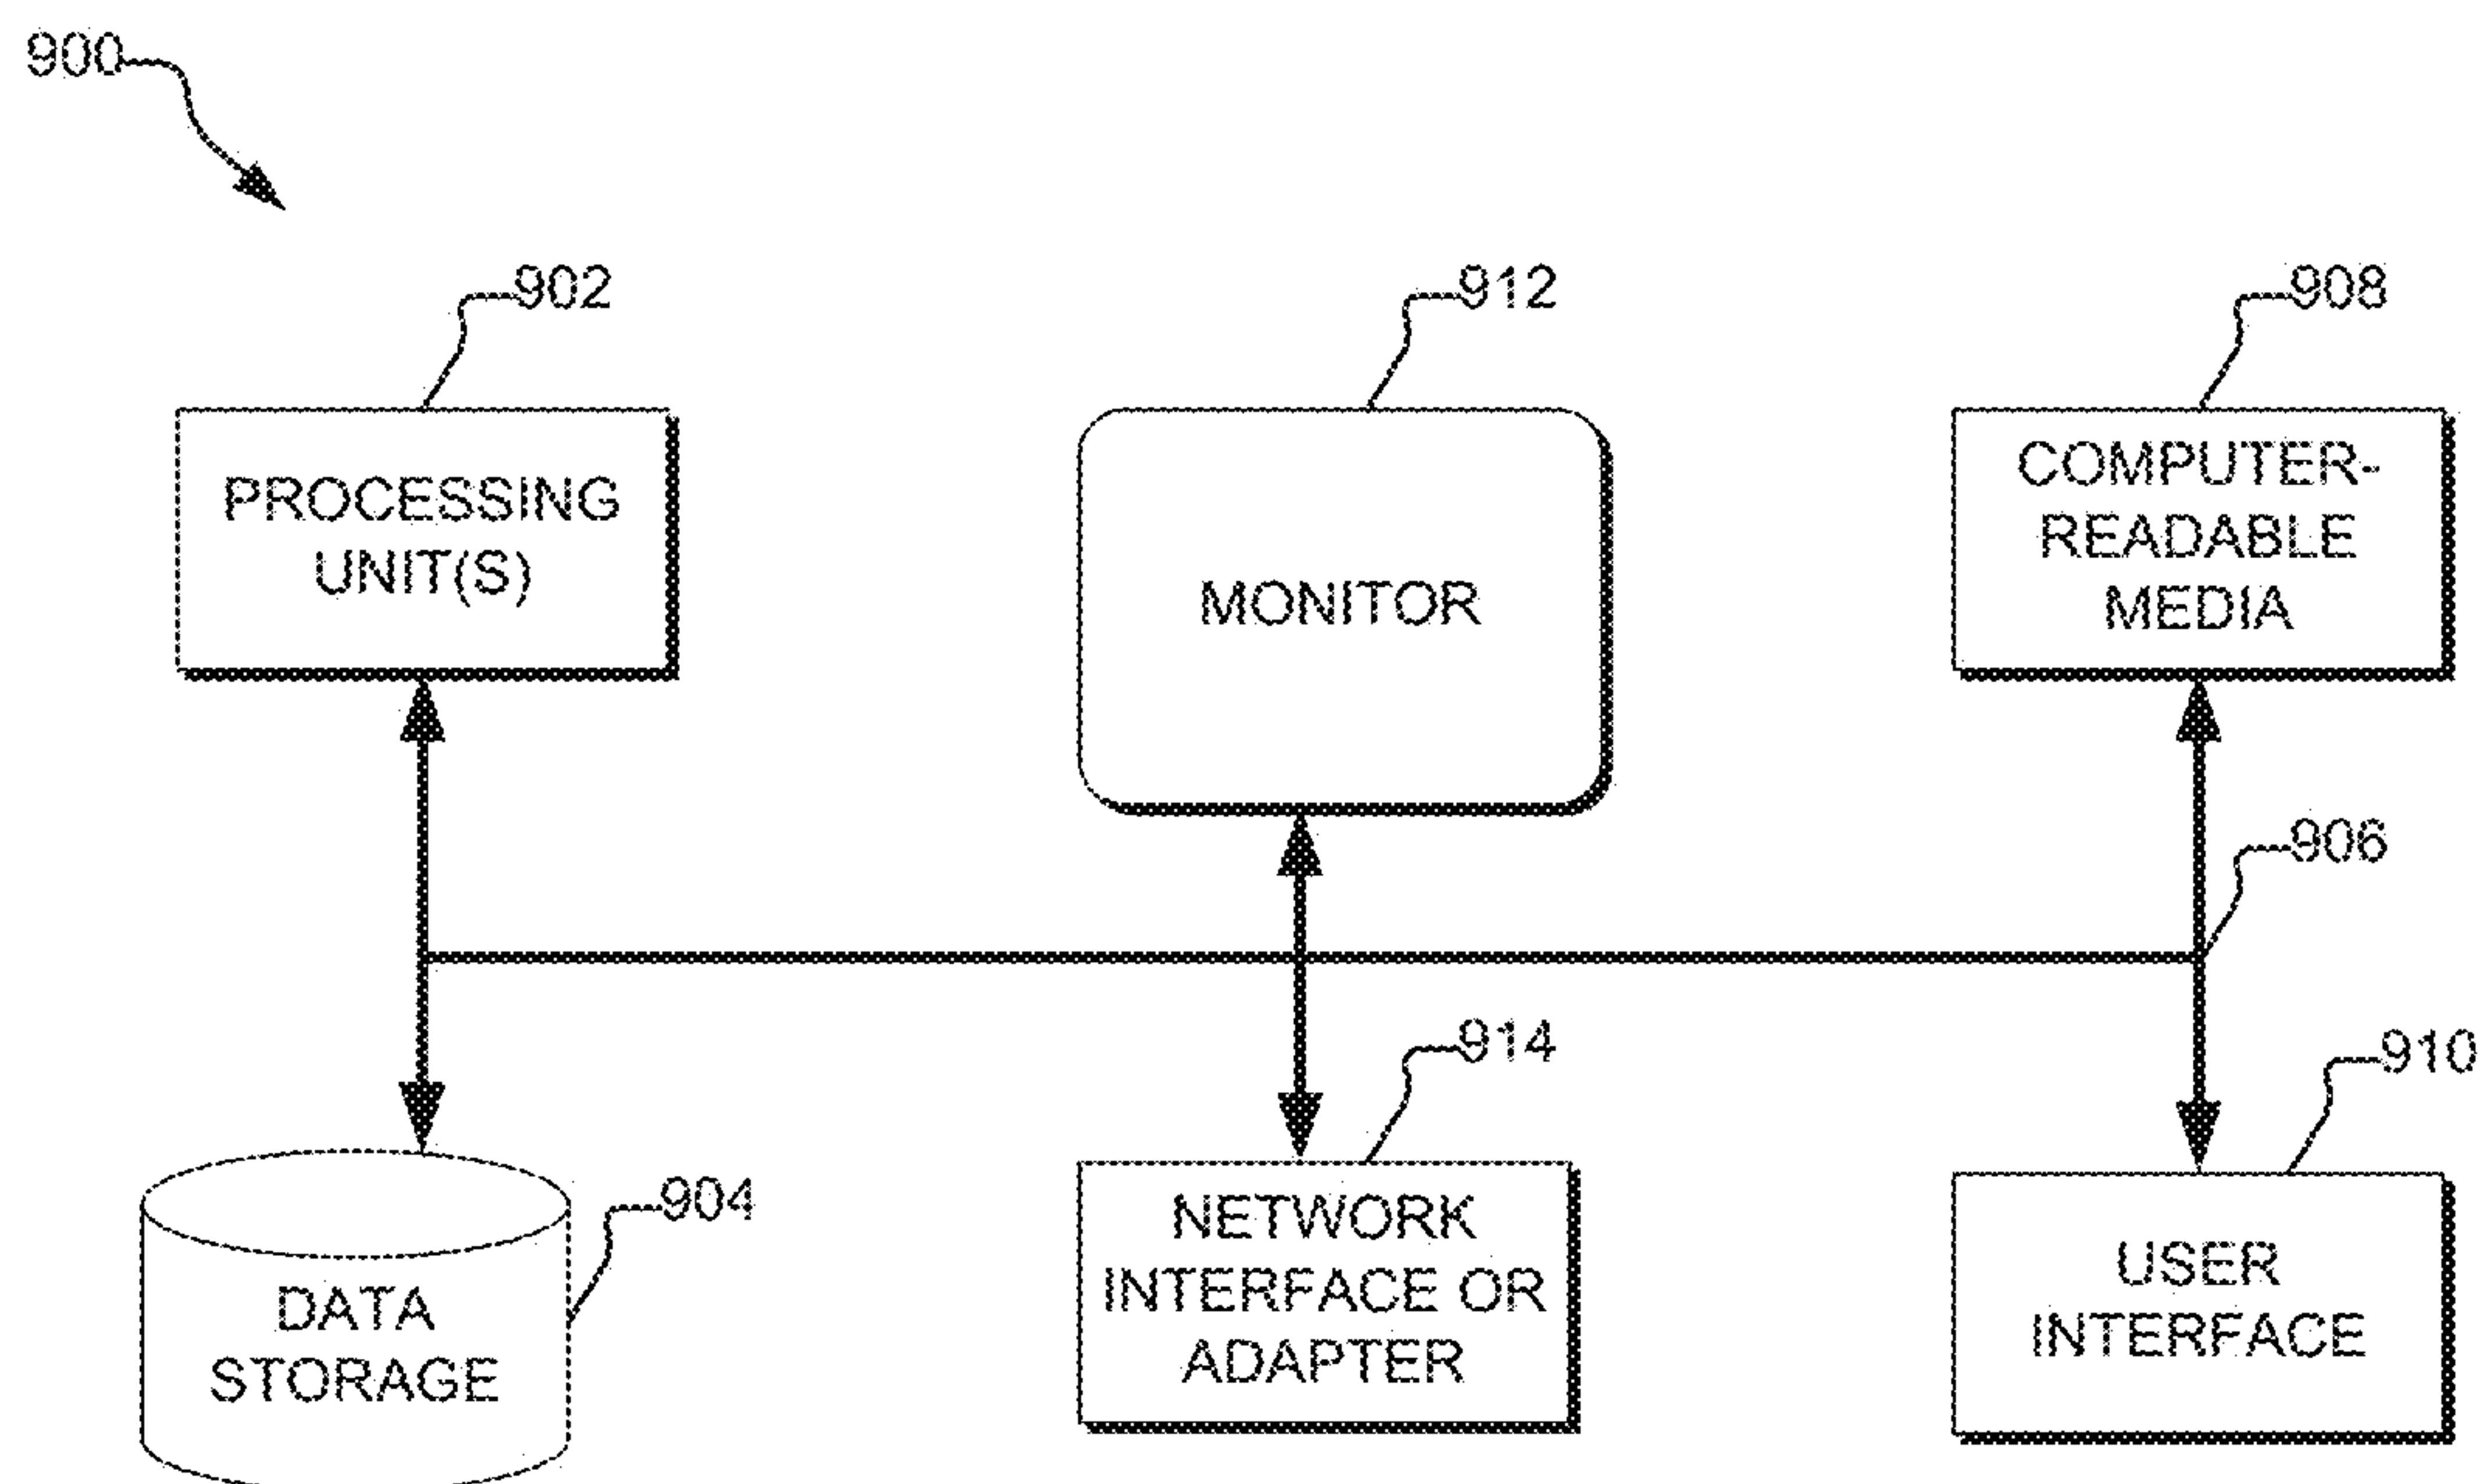 900
902
912
908
PROCESSING
UNIT(S)
MONITOR
COMPUTER-
READABLE
MEDIA
906
914
910
904
DATA
STORAGE
NETWORK
INTERFACE OR
ADAPTER
USER
INTERFACE